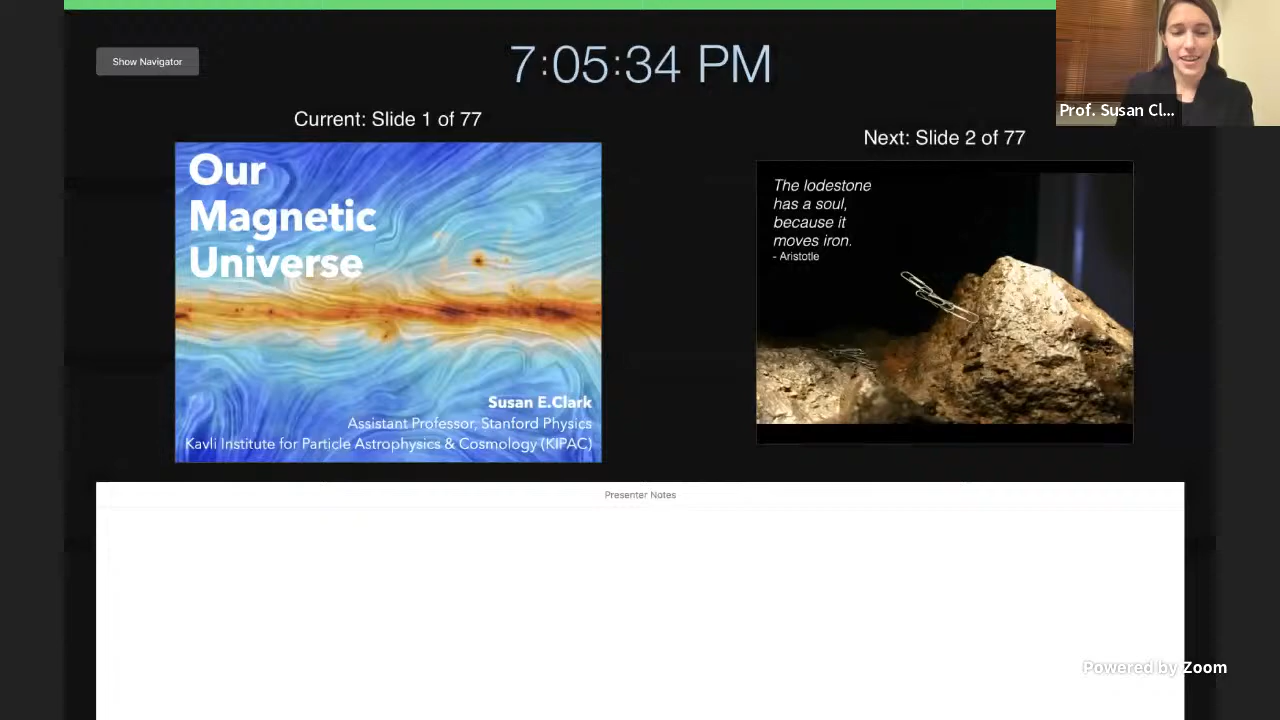 Show Navigator
7:05:34 PM
Prof. Susan Cl...
Current: Slide 1 of 77
Next: Slide 2 of 77
Our
Magnetic
Universe
Susan E.Clark
Assistant Professor, Stanford Physics
Kavli Institute for Particle Astrophysics & Cosmology (KIPAC)
The lodestone
has a soul,
because it
moves iron.
- Aristotle
Presenter Notes
Powered by Zoom